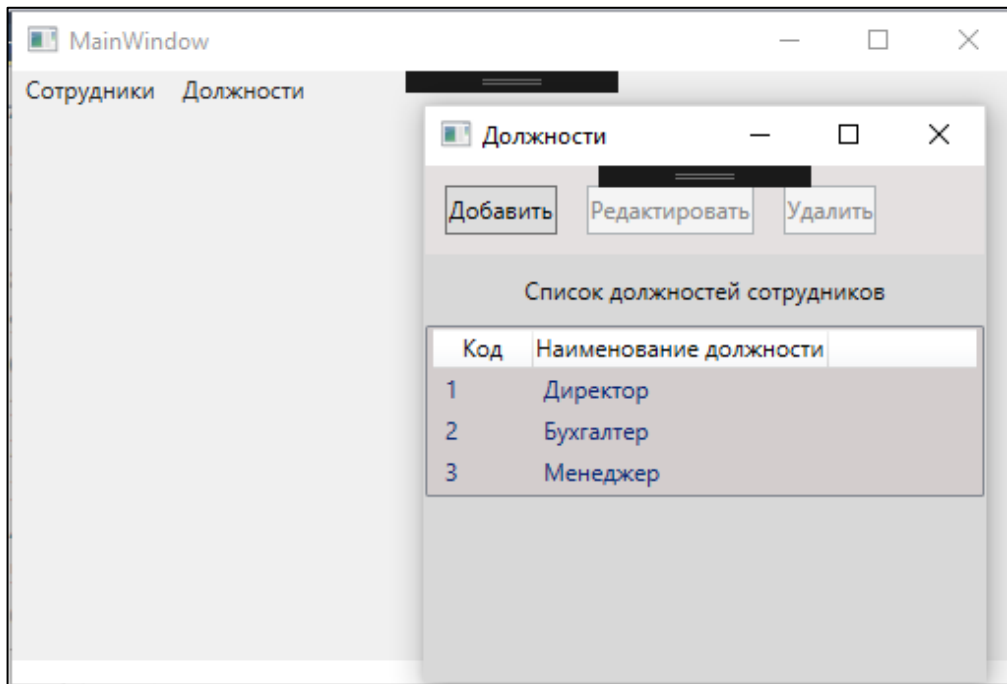 MainWindow
Сотрудники Должности
Должности
Добавить Редактировать Удалить
Список должностей сотрудников
Код Наименование должности
1 Директор
2 Бухгалтер
3 Менеджер